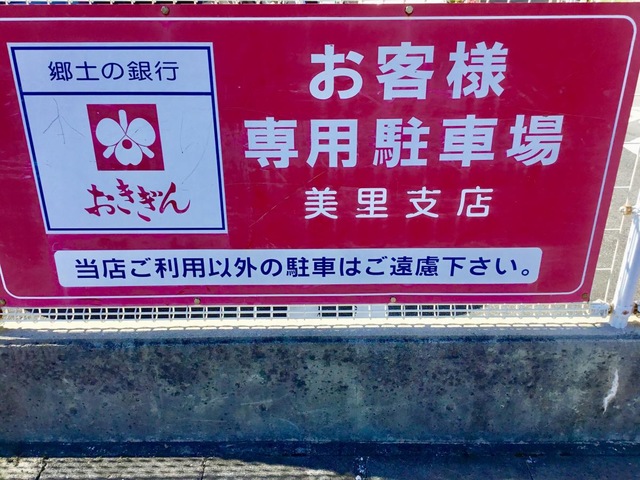 郷土の銀行
おきぎん
お客様
専用駐車場
美里支店
当店ご利用以外の駐車はご遠慮下さい。